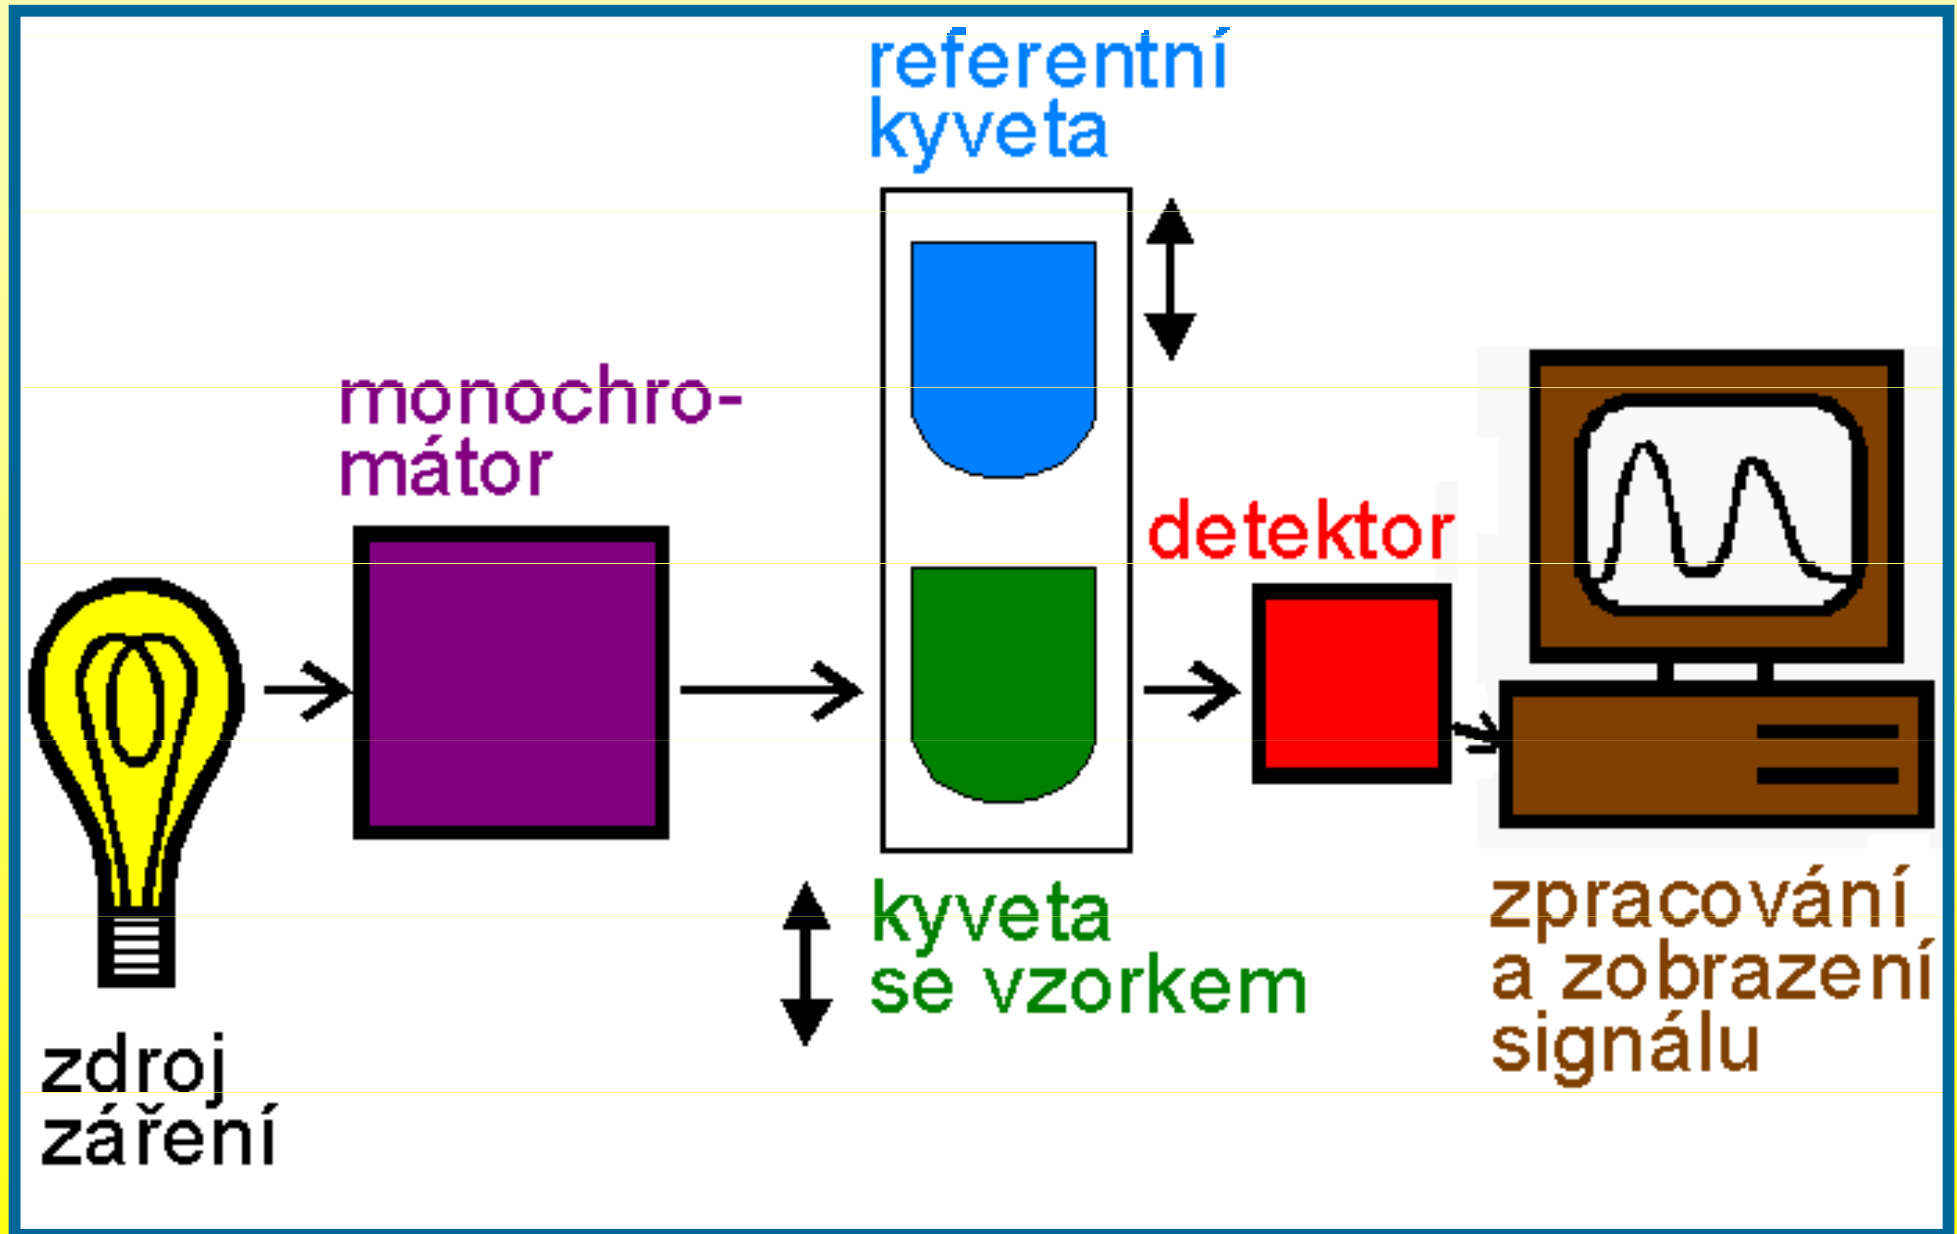 referentní
kyveta
monochro-
mátor
detektor
kyveta
se vzorkem
zpracování
a zobrazení
signálu
zdroj
záření